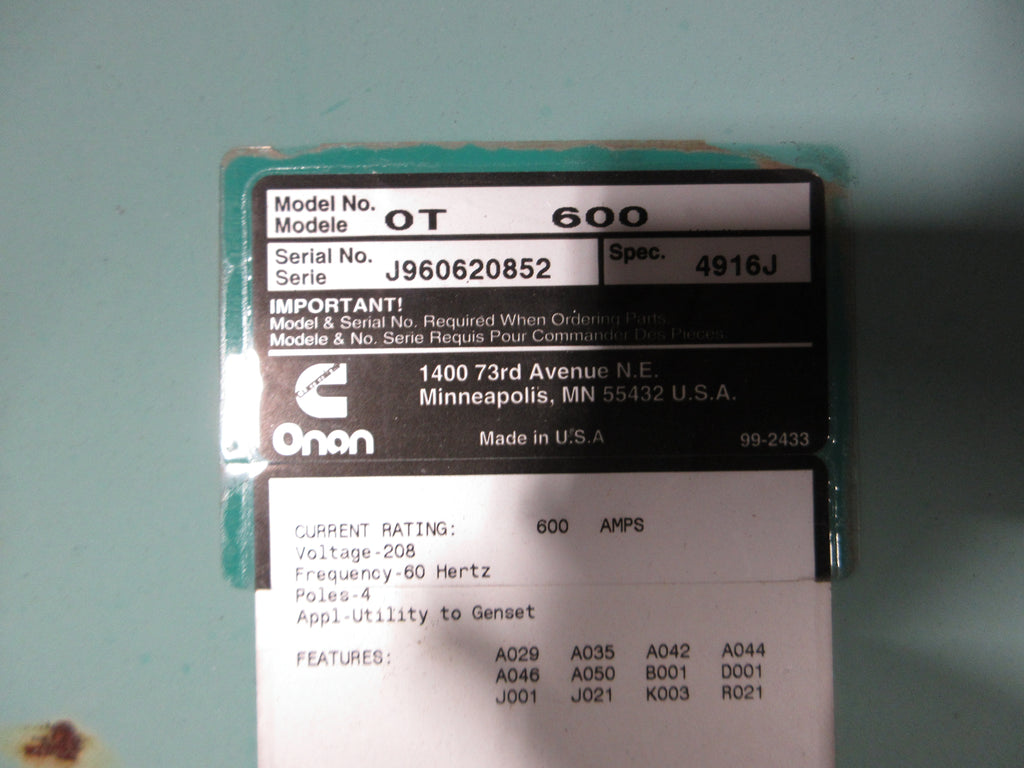 Model No.
Modele OT 600
Serial No.
Serie J960620852 Spec. 4916J
IMPORTANT!
Model & Serial No. Required When Ordering Parts.
Modele & No. Serie Requis Pour Commander Des Pieces.
1400 73rd Avenue N.E.
Minneapolis, MN 55432 U.S.A.
Onan Made in U.S.A 99-2433
CURRENT RATING: 600 AMPS
Voltage-208
Frequency-60 Hertz
Poles-4
Appl-Utility to Genset
FEATURES: A029 A035 A042 A044
A046 A050 B001 D001
J001 J021 K003 R021